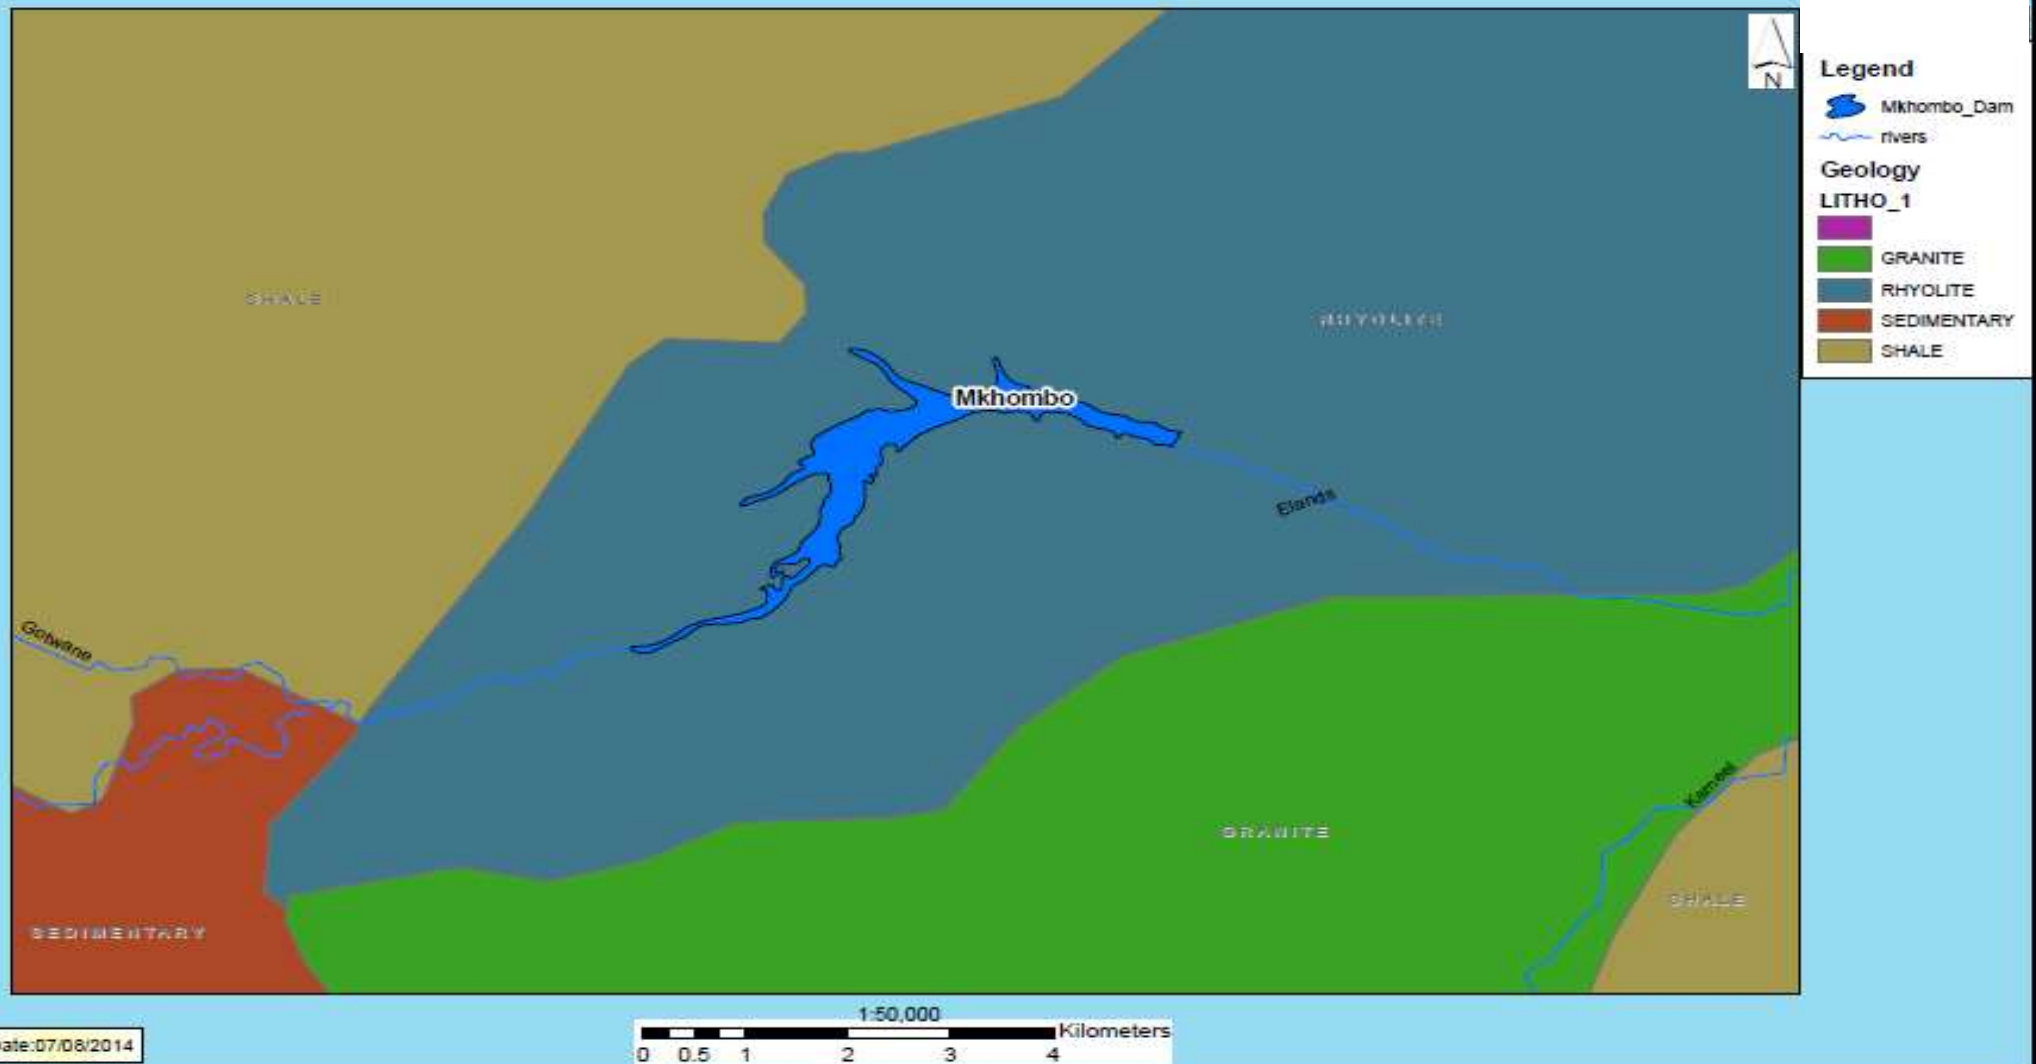 N
Legend
Mkhombo_Dam
rivers
Geology
LITHO_1
GRANITE
RHYOLITE
SEDIMENTARY
SHALE
SHALE
RHYOLITE
Mkhombo
Elands
Gotwane
Kameel
GRANITE
SHALE
SEDIMENTARY
1:50,000
Kilometers
0 0.5 1 2 3 4
ate:07/08/2014